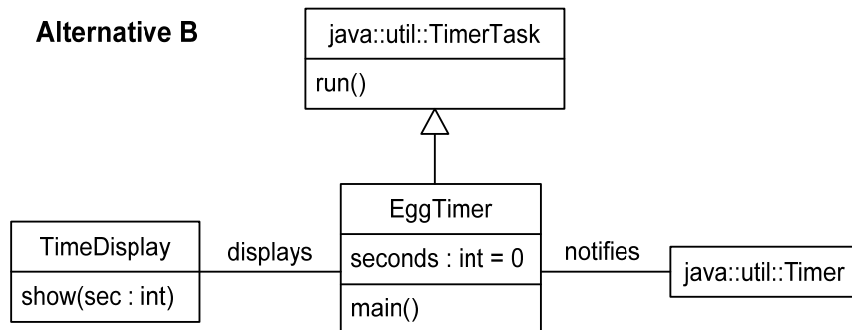 Alternative B
java::util::TimerTask
run()
EggTimer
seconds : int = 0
main()
TimeDisplay
show(sec : int)
displays
notifies
java::util::Timer